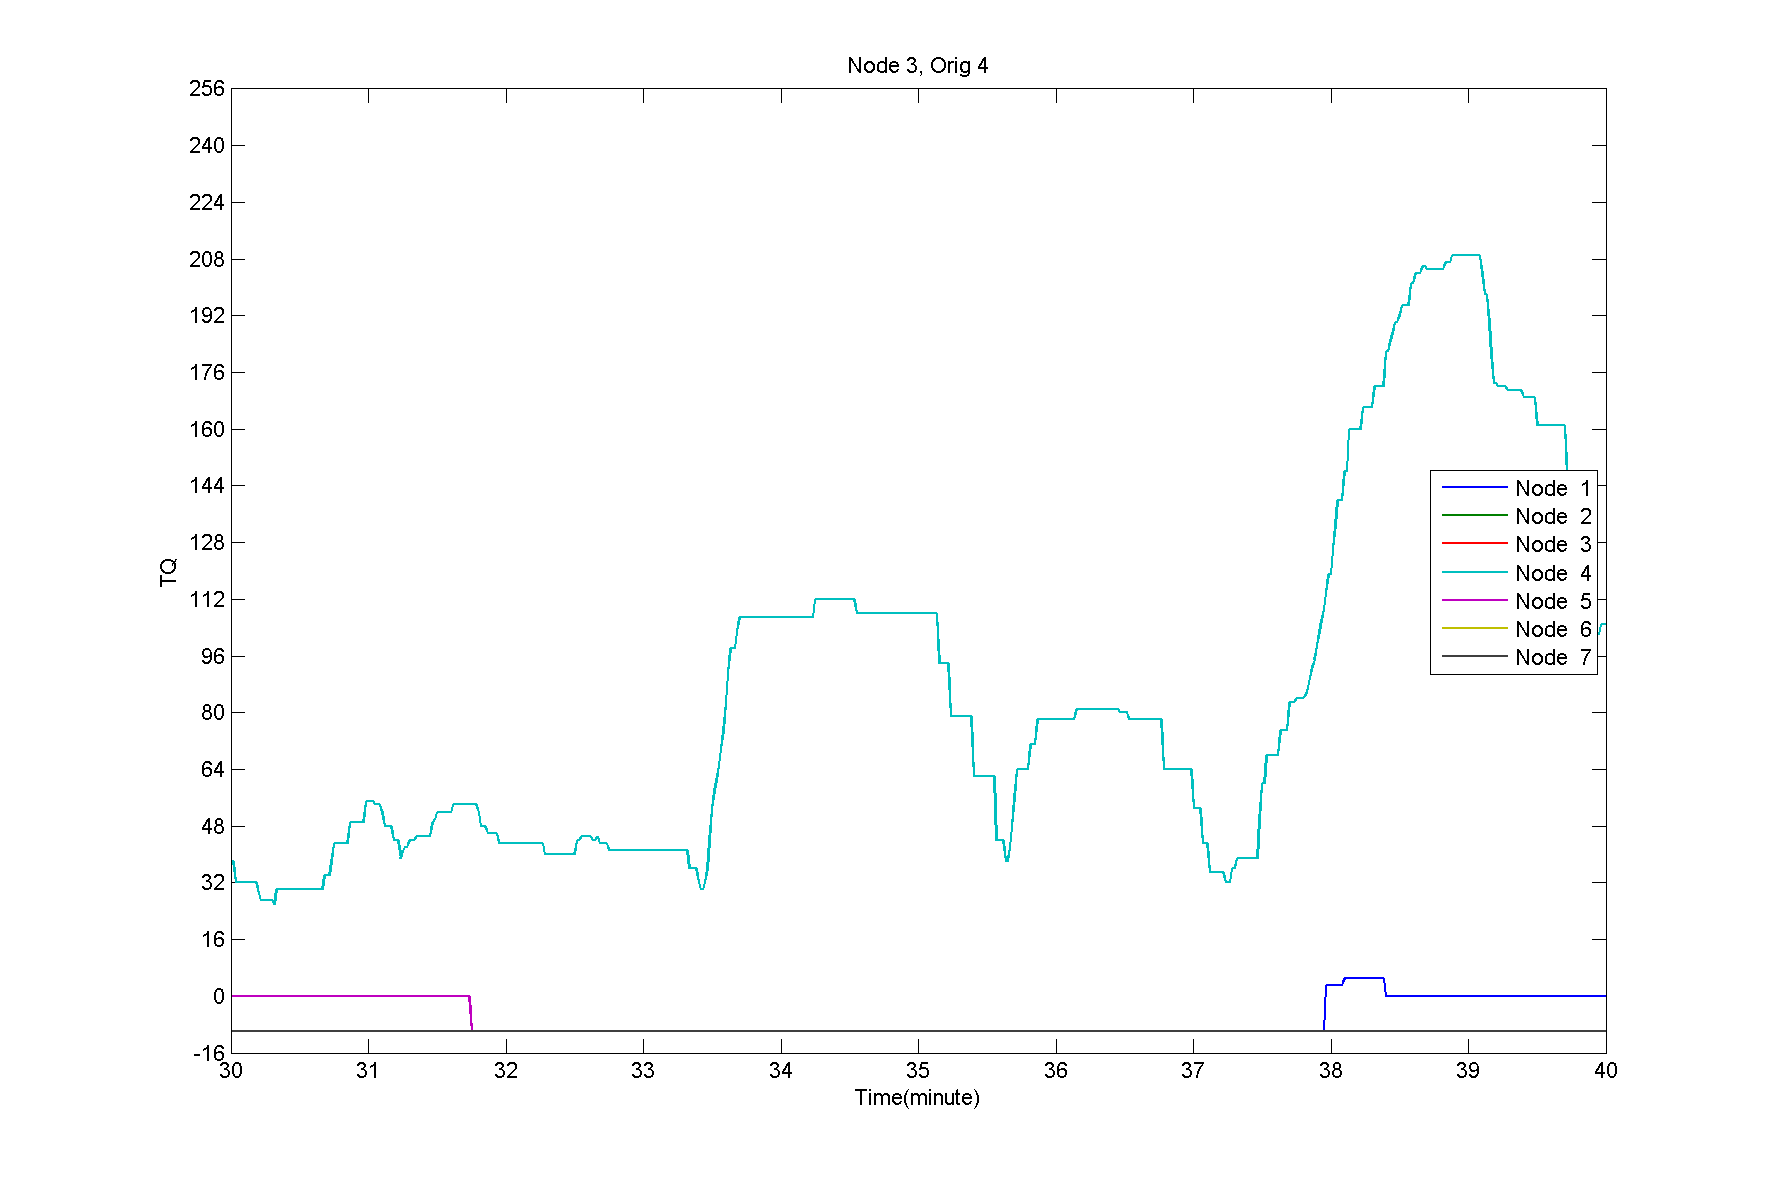 Node 3, Orig 4
256
240
224
208
192
176
160
144
128
112
96
80
64
48
32
16
0
-16
TQ
Node 1
Node 2
Node 3
Node 4
Node 5
Node 6
Node 7
30 31 32 33 34 35 36 37 38 39 40
Time(minute)